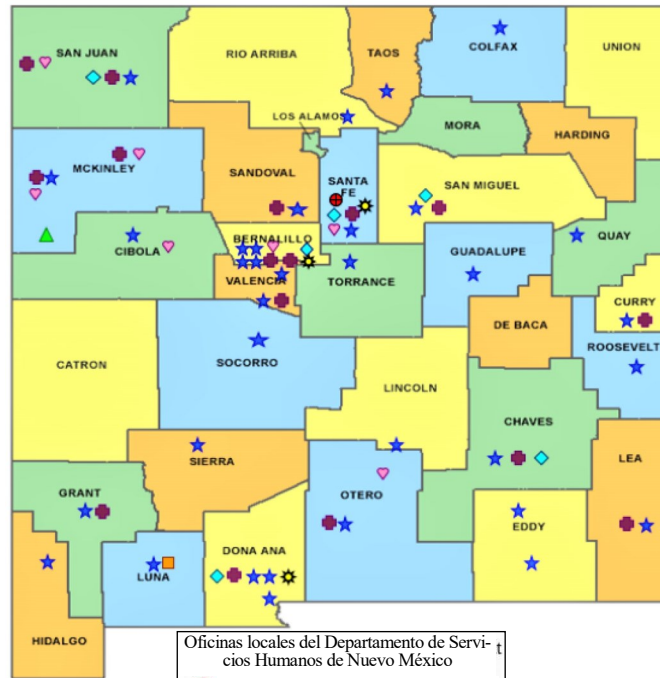 SAN JUAN
RIO ARRIBA
TAOS
COLFAX
UNION
LOS ALAMOS
MORA
HARDING
MCKINLEY
SANDOVAL
SANTA
FE
SAN MIGUEL
CIBOLA
BERNALILLO
GUADALUPE
QUAY
VALENCIA
TORRANCE
CURRY
DE BACA
ROOSEVELT
CATRON
SOCORRO
LINCOLN
CHAVES
SIERRA
LEA
GRANT
OTERO
EDDY
DONA ANA
LUNA
HIDALGO
Oficinas locales del Departamento de Servi-
cios Humanos de Nuevo México
t